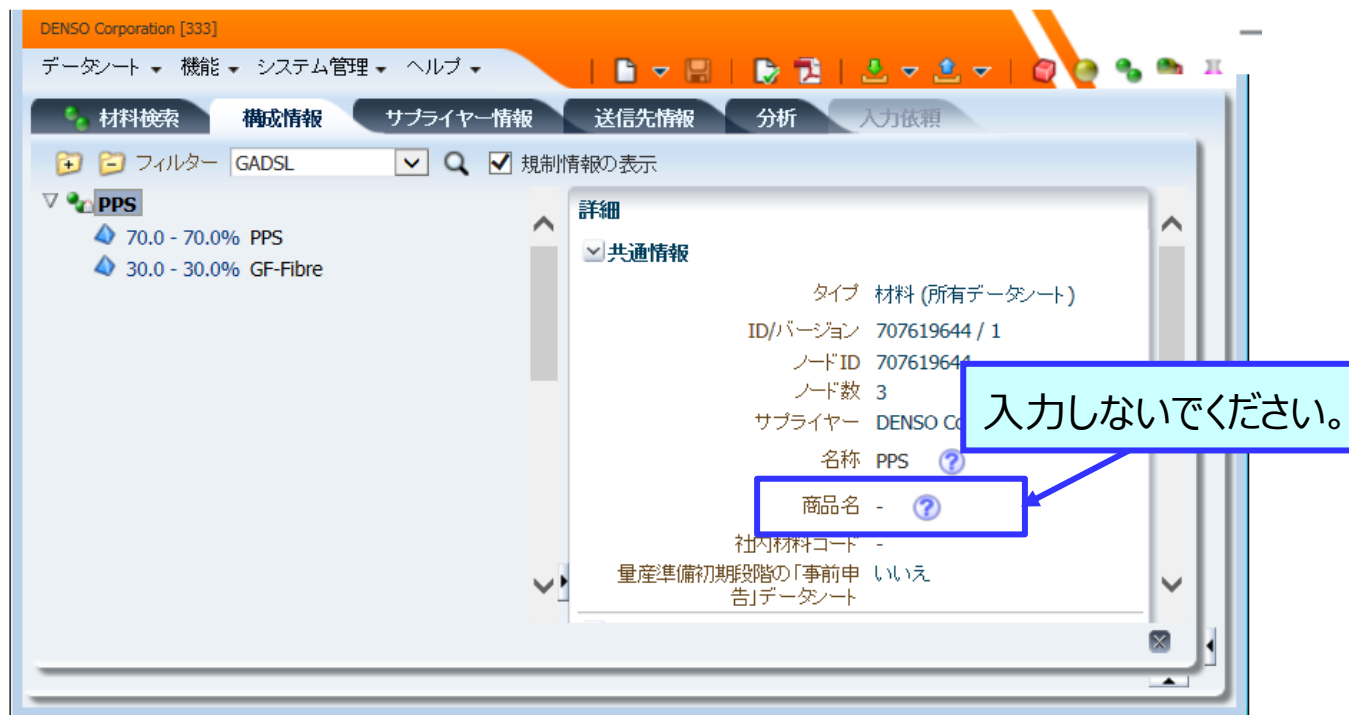 DENSO Corporation [333]
データシート 機能 システム管理 ヘルプ
材料検索 構成情報 サプライヤー情報 送信先情報 分析 入力依頼
フィルター GADSL 規制情報の表示
PPS
70.0 - 70.0% PPS
30.0 - 30.0% GF-Fibre
詳細
共通情報
タイプ 材料 (所有データシート)
ID/バージョン 707619644 / 1
ノードID 707619644
ノード数 3
サプライヤー DENSO
名称 PPS ?
商品名 - ?
社内材料コード -
量産準備初期段階の「事前申 いいえ
告」データシート
入力しないでください。